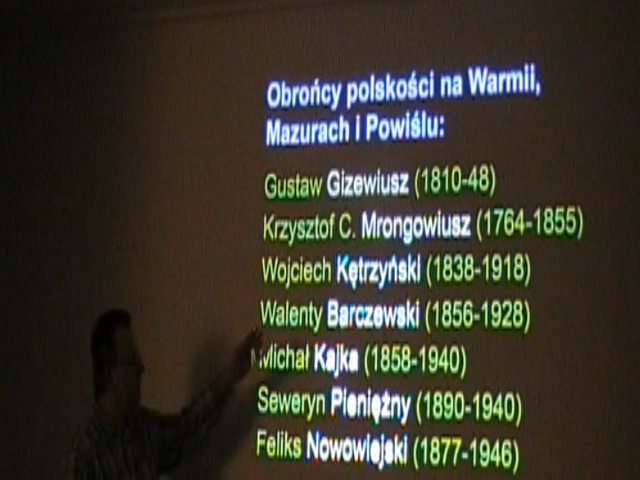 Obrońcy polskości na Warmii,
Mazurach i Powiślu:
Gustaw Gizewiusz (1810-48)
Krzysztof C. Mrongowiusz (1764-1855)
Wojciech Kętrzyński (1838-1918)
Walenty Barczewski (1856-1928)
Michał Kajka (1858-1940)
Seweryn Pieniężny (1890-1940)
Feliks Nowowiejski (1877-1946)